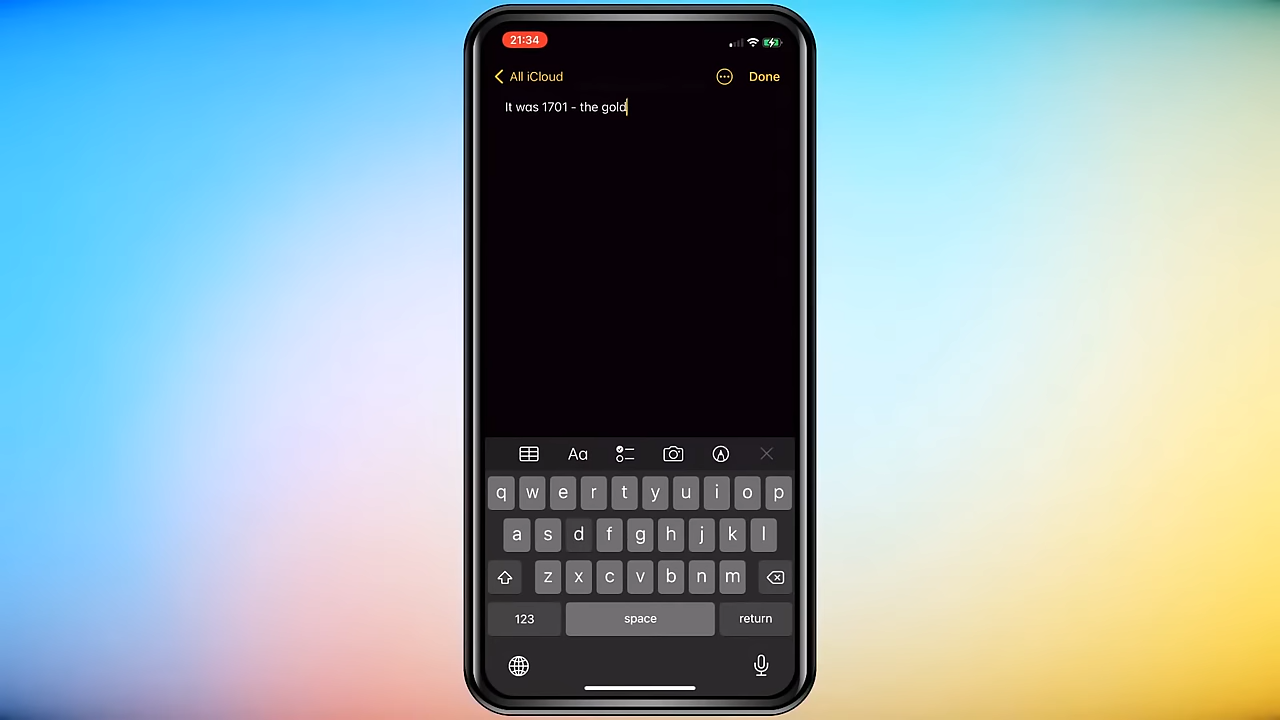 21:34
All iCloud
Done
It was 1701 - the gold
Aa
q w e r t y u i o p
a s d f g h j k l
z x c v b n m
123 space return